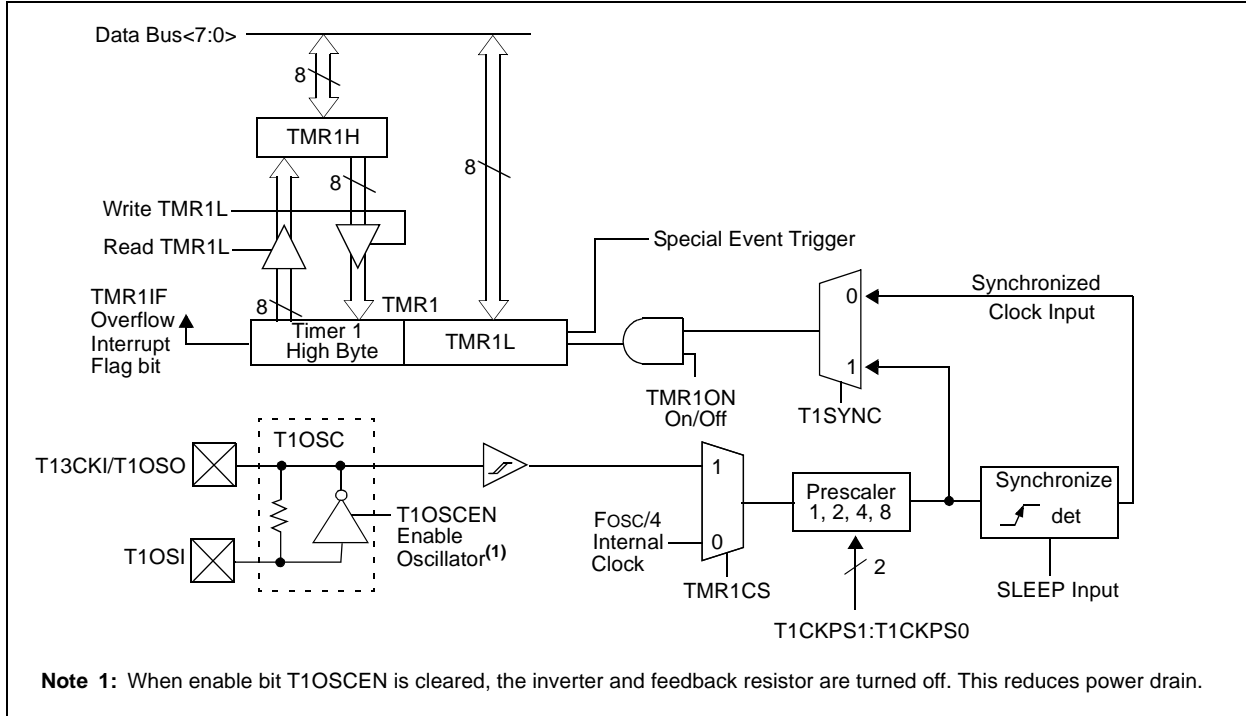 Data Bus<7:0>
8
TMR1H
8
8
Write TMR1L
Read TMR1L
Special Event Trigger
TMR1IF
Overflow
Interrupt
Flag bit
8
TMR1
Timer 1
High Byte
TMR1L
0
1
Synchronized
Clock Input
TMR1ON
On/Off
T1SYNC
T1OSC
T13CKI/T1OSO
T1OSI
T1OSCEN
Enable
Oscillator(1)
1
0
FOSC/4
Internal
Clock
TMR1CS
Prescaler
1, 2, 4, 8
2
T1CKPS1:T1CKPS0
Synchronize
det
SLEEP Input
Note 1: When enable bit T1OSCEN is cleared, the inverter and feedback resistor are turned off. This reduces power drain.